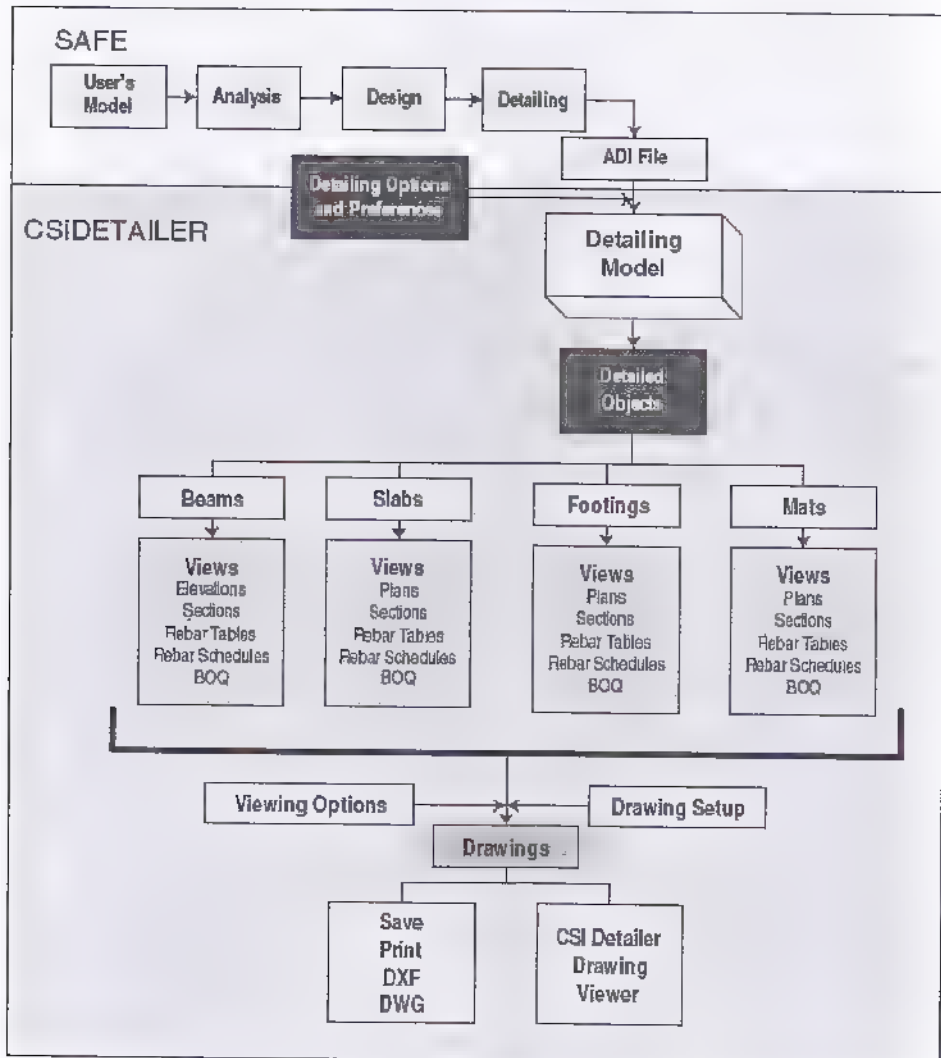 SAFE
User's
Model
Analysis
Design
Detailing
ADI File
Detailing Options
and Preferences
CSiDETAILER
Detailing
Model
Detailed
Objects
Beams
Slabs
Footings
Mats
Views
Elevations
Sections
Rebar Tables
Rebar Schedules
BOQ
Views
Plans
Sections
Rebar Tables
Rebar Schedules
BOQ
Views
Plans
Sections
Rebar Tables
Rebar Schedules
BOQ
Views
Plans
Sections
Rebar Tables
Rebar Schedules
BOQ
Viewing Options
Drawing Setup
Drawings
Save
Print
DXF
DWG
CSI Detailer
Drawing
Viewer